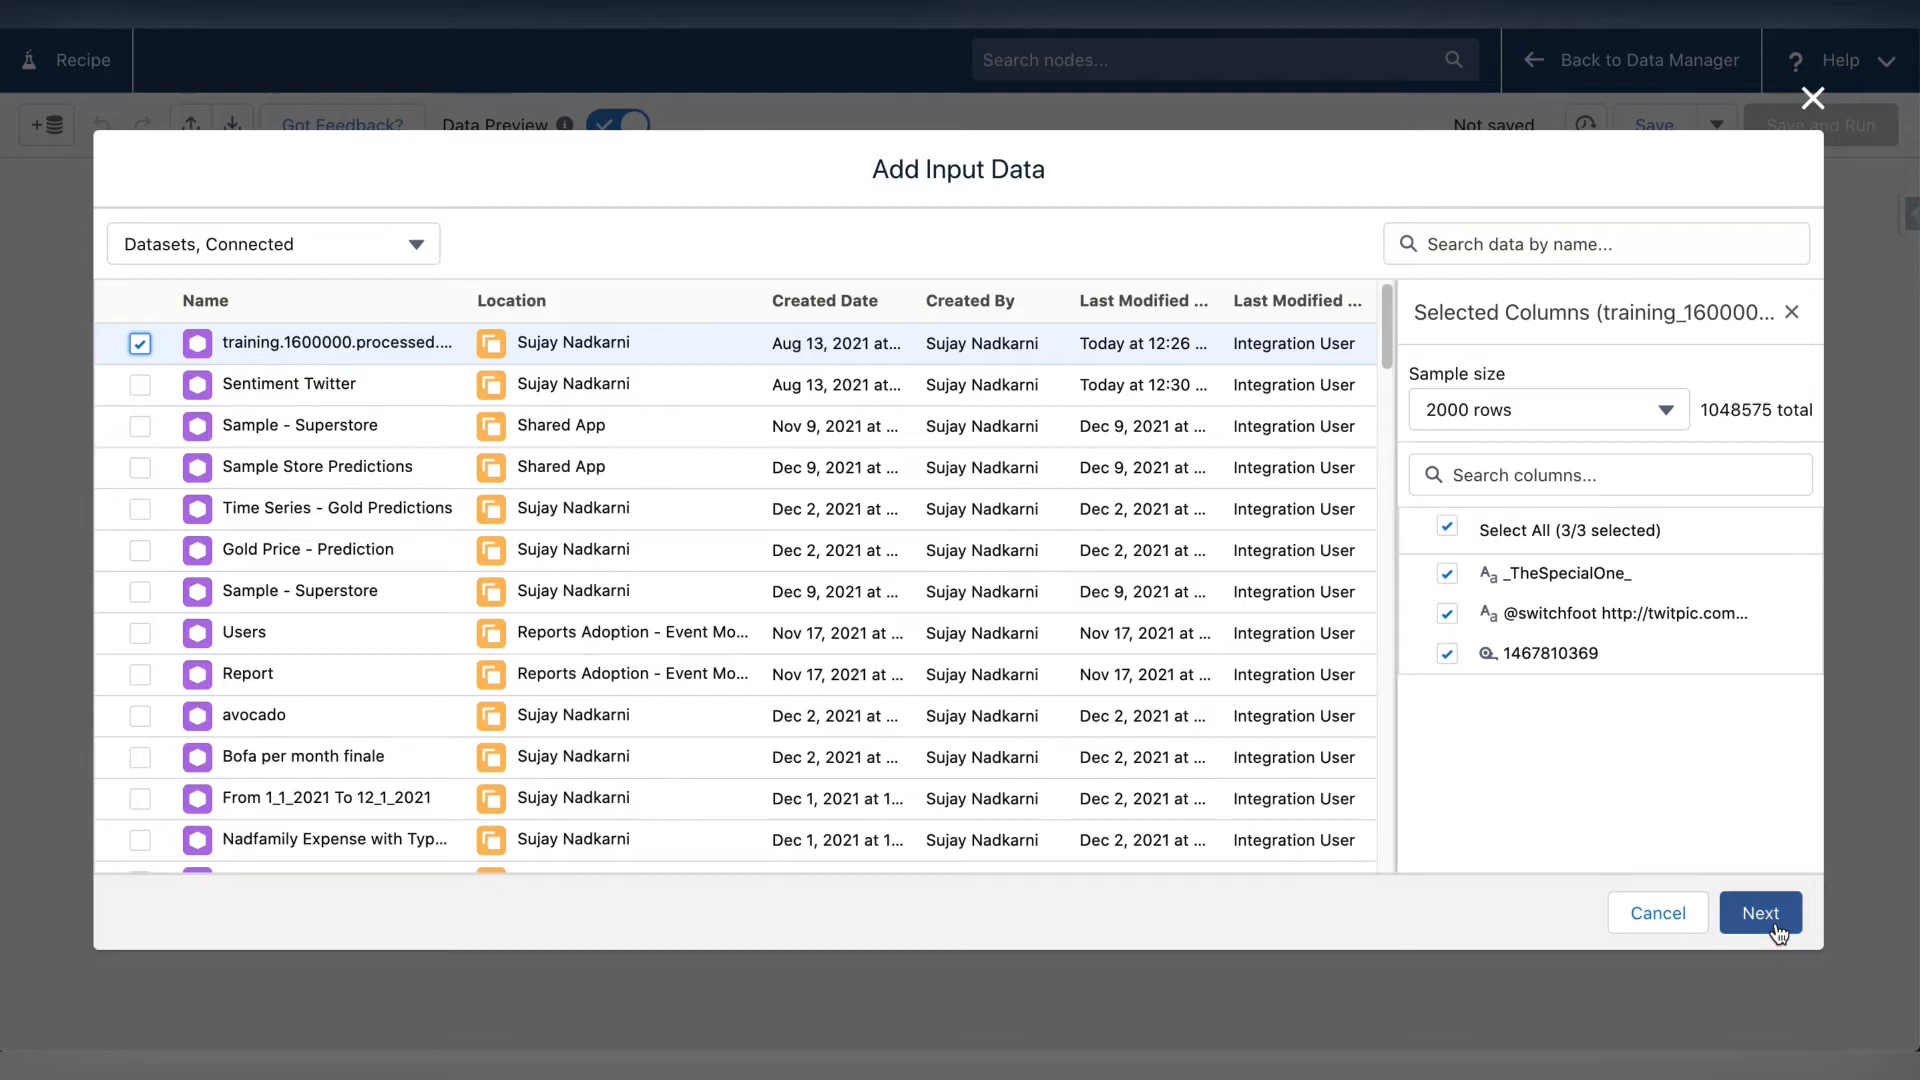 Recipe
Search nodes...
Back to Data Manager
? Help
Got Feedback?
Data Preview
Not saved
Save
Save and Run
Add Input Data
Datasets, Connected
Search data by name...
Name Location Created Date Created By Last Modified ... Last Modified ...
training.1600000.processed.... Sujay Nadkarni Aug 13, 2021 at... Sujay Nadkarni Today at 12:26 ... Integration User
Sentiment Twitter Sujay Nadkarni Aug 13, 2021 at... Sujay Nadkarni Today at 12:30 ... Integration User
Sample - Superstore Shared App Nov 9, 2021 at ... Sujay Nadkarni Dec 9, 2021 at ... Integration User
Sample Store Predictions Shared App Dec 9, 2021 at ... Sujay Nadkarni Dec 9, 2021 at ... Integration User
Time Series - Gold Predictions Sujay Nadkarni Dec 2, 2021 at ... Sujay Nadkarni Dec 2, 2021 at ... Integration User
Gold Price - Prediction Sujay Nadkarni Dec 2, 2021 at ... Sujay Nadkarni Dec 2, 2021 at ... Integration User
Sample - Superstore Sujay Nadkarni Dec 9, 2021 at ... Sujay Nadkarni Dec 9, 2021 at ... Integration User
Users Reports Adoption - Event Mo... Nov 17, 2021 at ... Sujay Nadkarni Nov 17, 2021 at ... Integration User
Report Reports Adoption - Event Mo... Nov 17, 2021 at ... Sujay Nadkarni Nov 17, 2021 at ... Integration User
avocado Sujay Nadkarni Dec 2, 2021 at ... Sujay Nadkarni Dec 2, 2021 at ... Integration User
Bofa per month finale Sujay Nadkarni Dec 2, 2021 at ... Sujay Nadkarni Dec 2, 2021 at ... Integration User
From 1_1_2021 To 12_1_2021 Sujay Nadkarni Dec 1, 2021 at 1... Sujay Nadkarni Dec 2, 2021 at ... Integration User
Nadfamily Expense with Typ... Sujay Nadkarni Dec 1, 2021 at 1... Sujay Nadkarni Dec 2, 2021 at ... Integration User
Selected Columns (training_160000...
Sample size
2000 rows 1048575 total
Search columns...
Select All (3/3 selected)
Aa _TheSpecialOne_
Aa @switchfoot http://twitpic.com...
1467810369
Cancel
Next